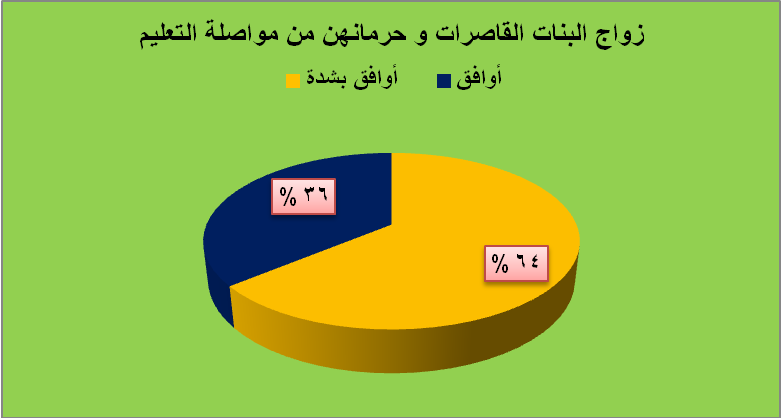 زواج البنات القاصرات و حرمانهن من مواصلة التعليم
أوافق
أوافق بشدة
٣٦ %
٦٤ %